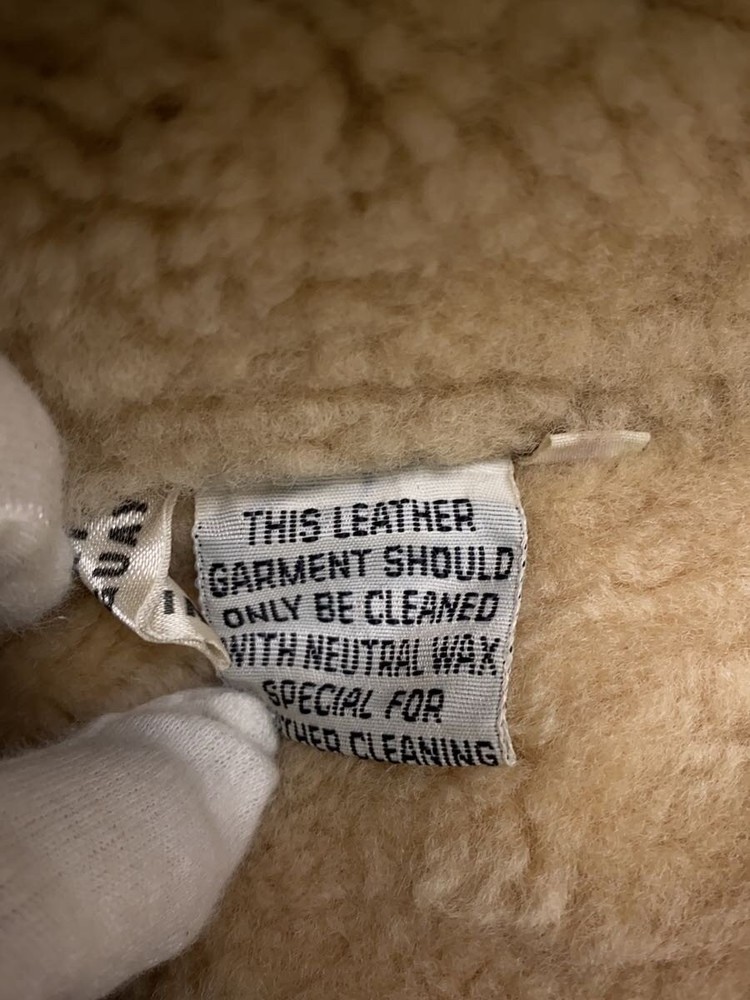 THIS LEATHER
GARMENT SHOULD
ONLY BE CLEANED
WITH NEUTRAL WAX
SPECIAL FOR
CLEANING